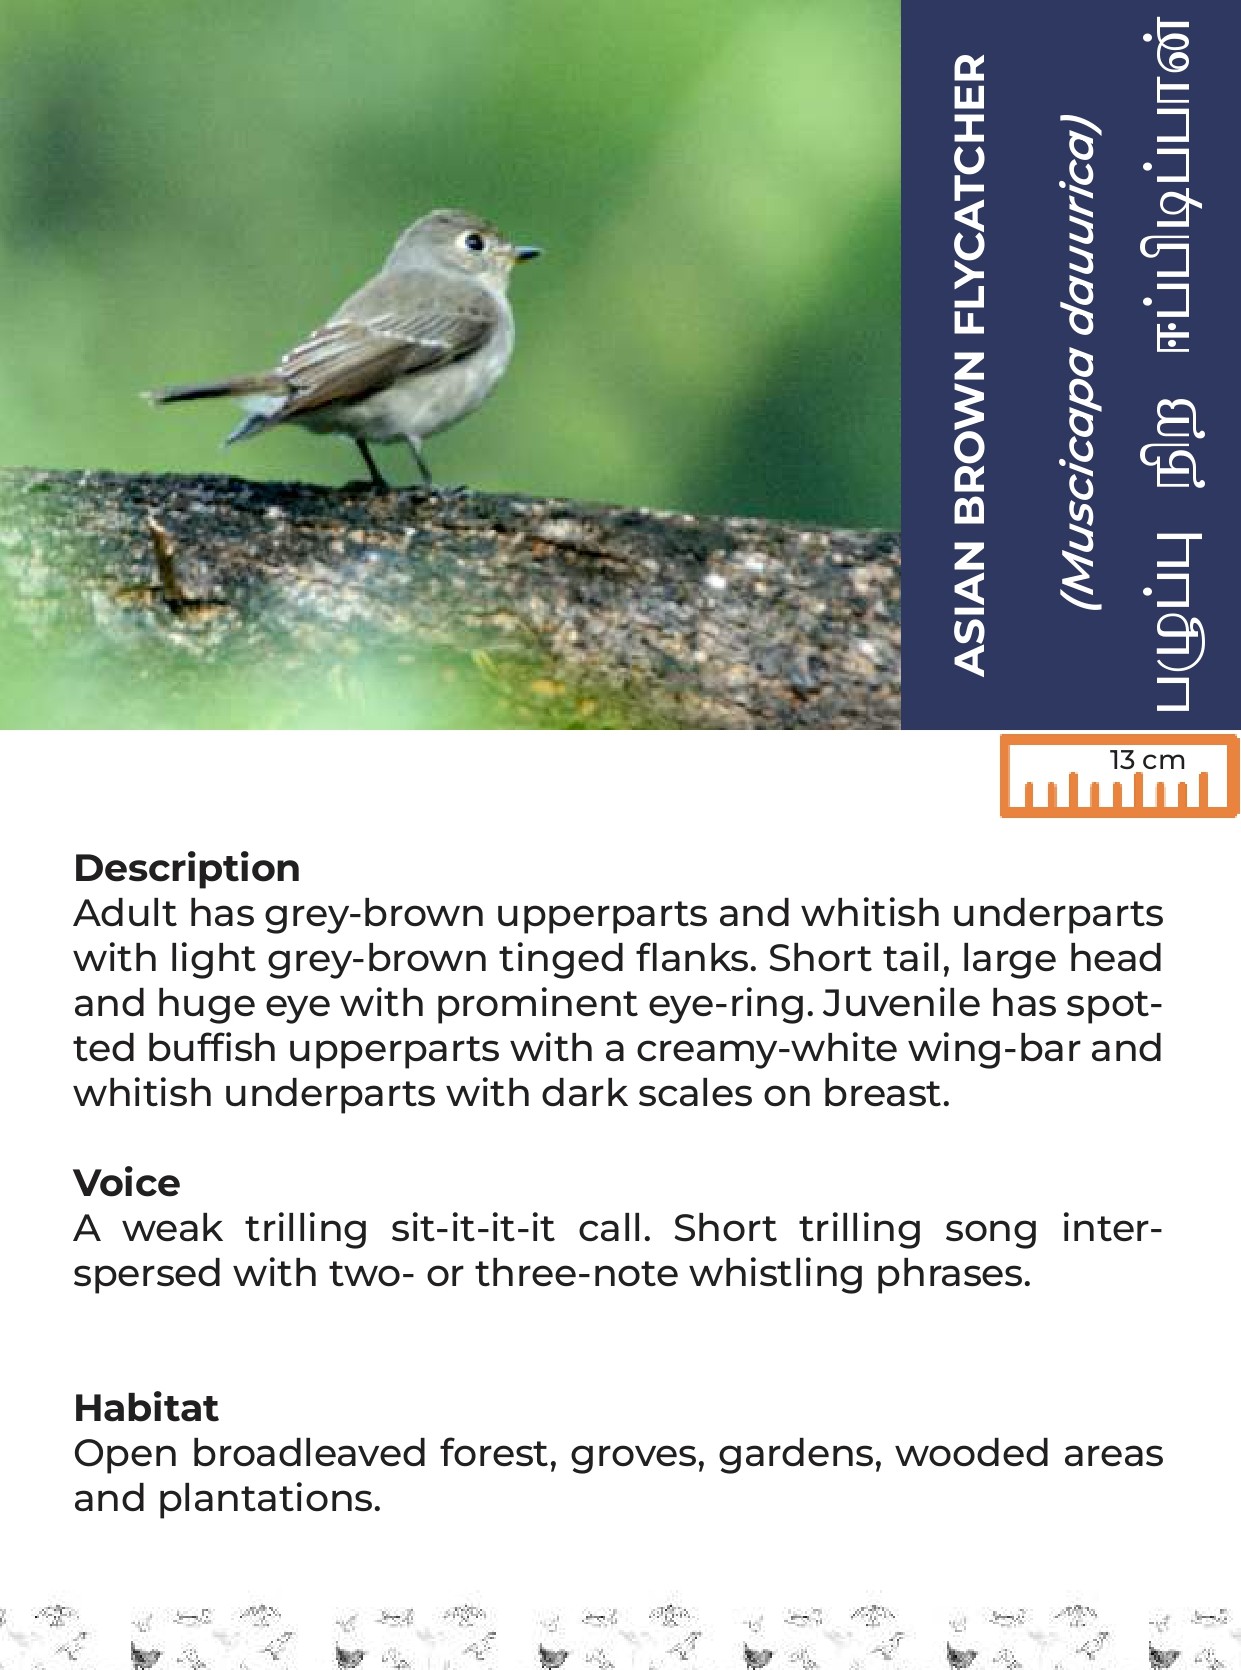 ASIAN BROWN FLYCATCHER
(Muscicapa dauurica)
பழுப்பு நிற ஈப்பிடிப்பான்
13 cm
Description
Adult has grey-brown upperparts and whitish underparts
with light grey-brown tinged flanks. Short tail, large head
and huge eye with prominent eye-ring. Juvenile has spot-
ted buffish upperparts with a creamy-white wing-bar and
whitish underparts with dark scales on breast.
Voice
A weak trilling sit-it-it-it call. Short trilling song inter-
spersed with two- or three-note whistling phrases.
Habitat
Open broadleaved forest, groves, gardens, wooded areas
and plantations.